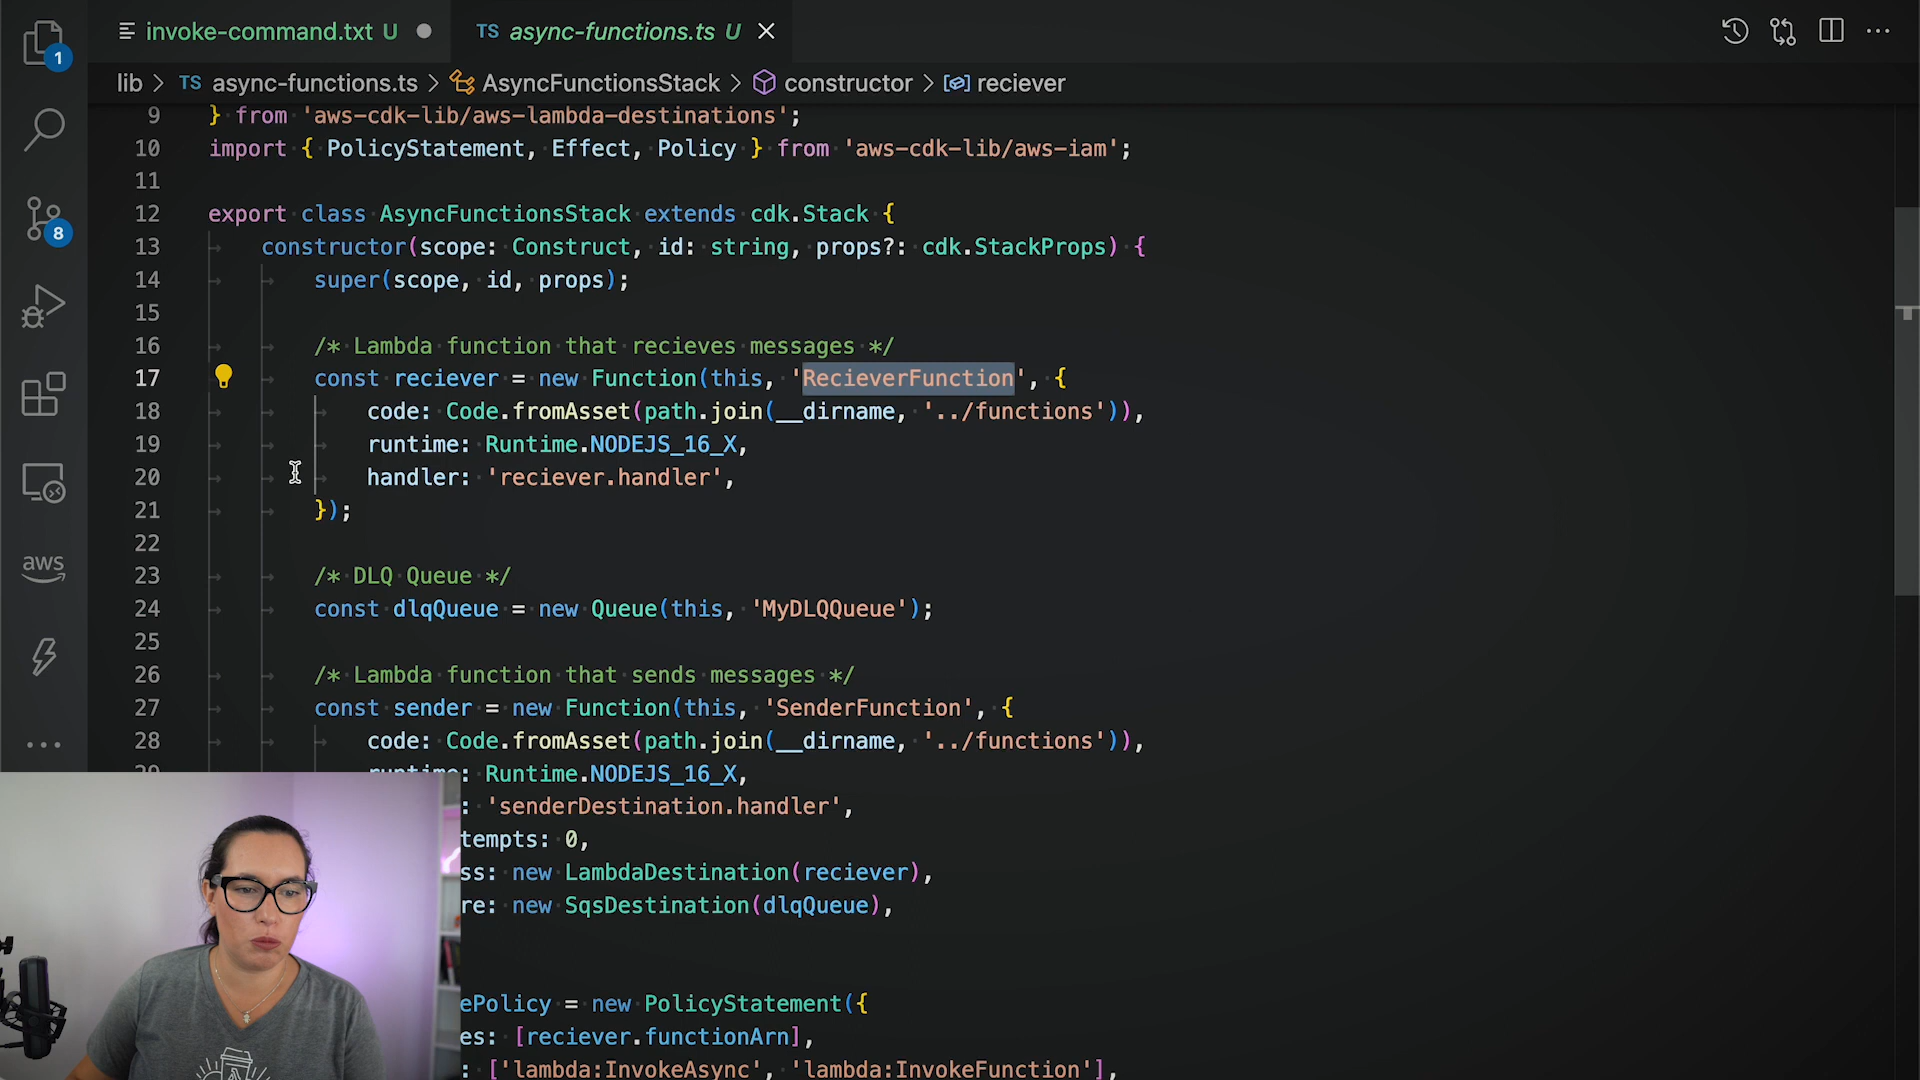 invoke-command.txt U
TS async-functions.ts U
1
lib > TS async-functions.ts > AsyncFunctionsStack > constructor > reciever
9 } from 'aws-cdk-lib/aws-lambda-destinations';
10 import { PolicyStatement, Effect, Policy } from 'aws-cdk-lib/aws-iam';
11
12 export class AsyncFunctionsStack extends cdk.Stack {
8
13 constructor(scope: Construct, id: string, props?: cdk.StackProps) {
14 super(scope, id, props);
15
16 /* Lambda function that recieves messages */
17 const reciever = new Function(this, 'RecieverFunction', {
18 code: Code.fromAsset(path.join(__dirname, '../functions')),
19 runtime: Runtime.NODEJS_16_X,
20 handler: 'reciever.handler',
21 });
22
aws
23 /* DLQ Queue */
24 const dlqQueue = new Queue(this, 'MyDLQQueue');
25
26 /* Lambda function that sends messages */
27 const sender = new Function(this, 'SenderFunction', {
28 code: Code.fromAsset(path.join(__dirname, '../functions')),
runtime: Runtime.NODEJS_16_X,
: 'senderDestination.handler',
tempts: 0,
ss: new LambdaDestination(reciever),
re: new SqsDestination(dlqQueue),
ePolicy = new PolicyStatement({
es: [reciever.functionArn],
: ['lambda:InvokeAsync', 'lambda:InvokeFunction'],